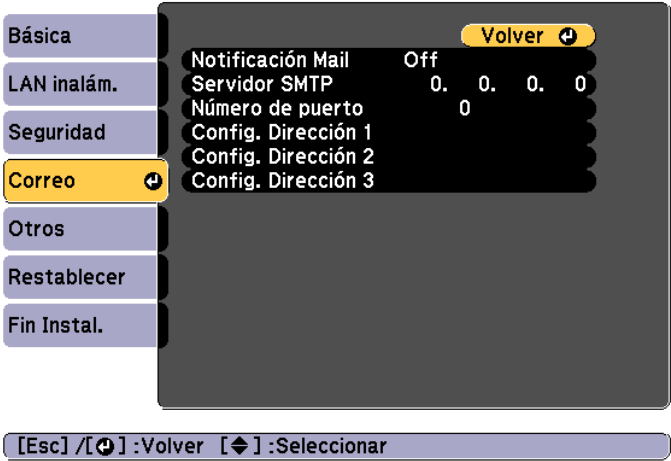 Básica
LAN inalám.
Seguridad
Correo
Otros
Restablecer
Fin Instal.
Volver
Notificación Mail Off
Servidor SMTP 0. 0. 0. 0
Número de puerto 0
Config. Dirección 1
Config. Dirección 2
Config. Dirección 3
[Esc] /[⏎] :Volver [◆] :Seleccionar